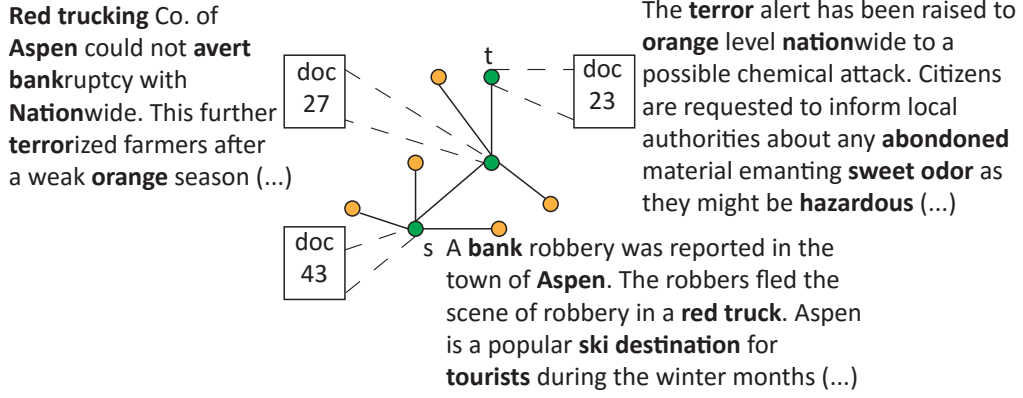 Red trucking Co. of
Aspen could not avert
bankruptcy with
Nationwide. This further
terrorized farmers after
a weak orange season (...)
doc
27
t
doc
23
The terror alert has been raised to
orange level nationwide to a
possible chemical attack. Citizens
are requested to inform local
authorities about any abondoned
material emanting sweet odor as
they might be hazardous (...)
doc
43
s
A bank robbery was reported in the
town of Aspen. The robbers fled the
scene of robbery in a red truck. Aspen
is a popular ski destination for
tourists during the winter months (...)